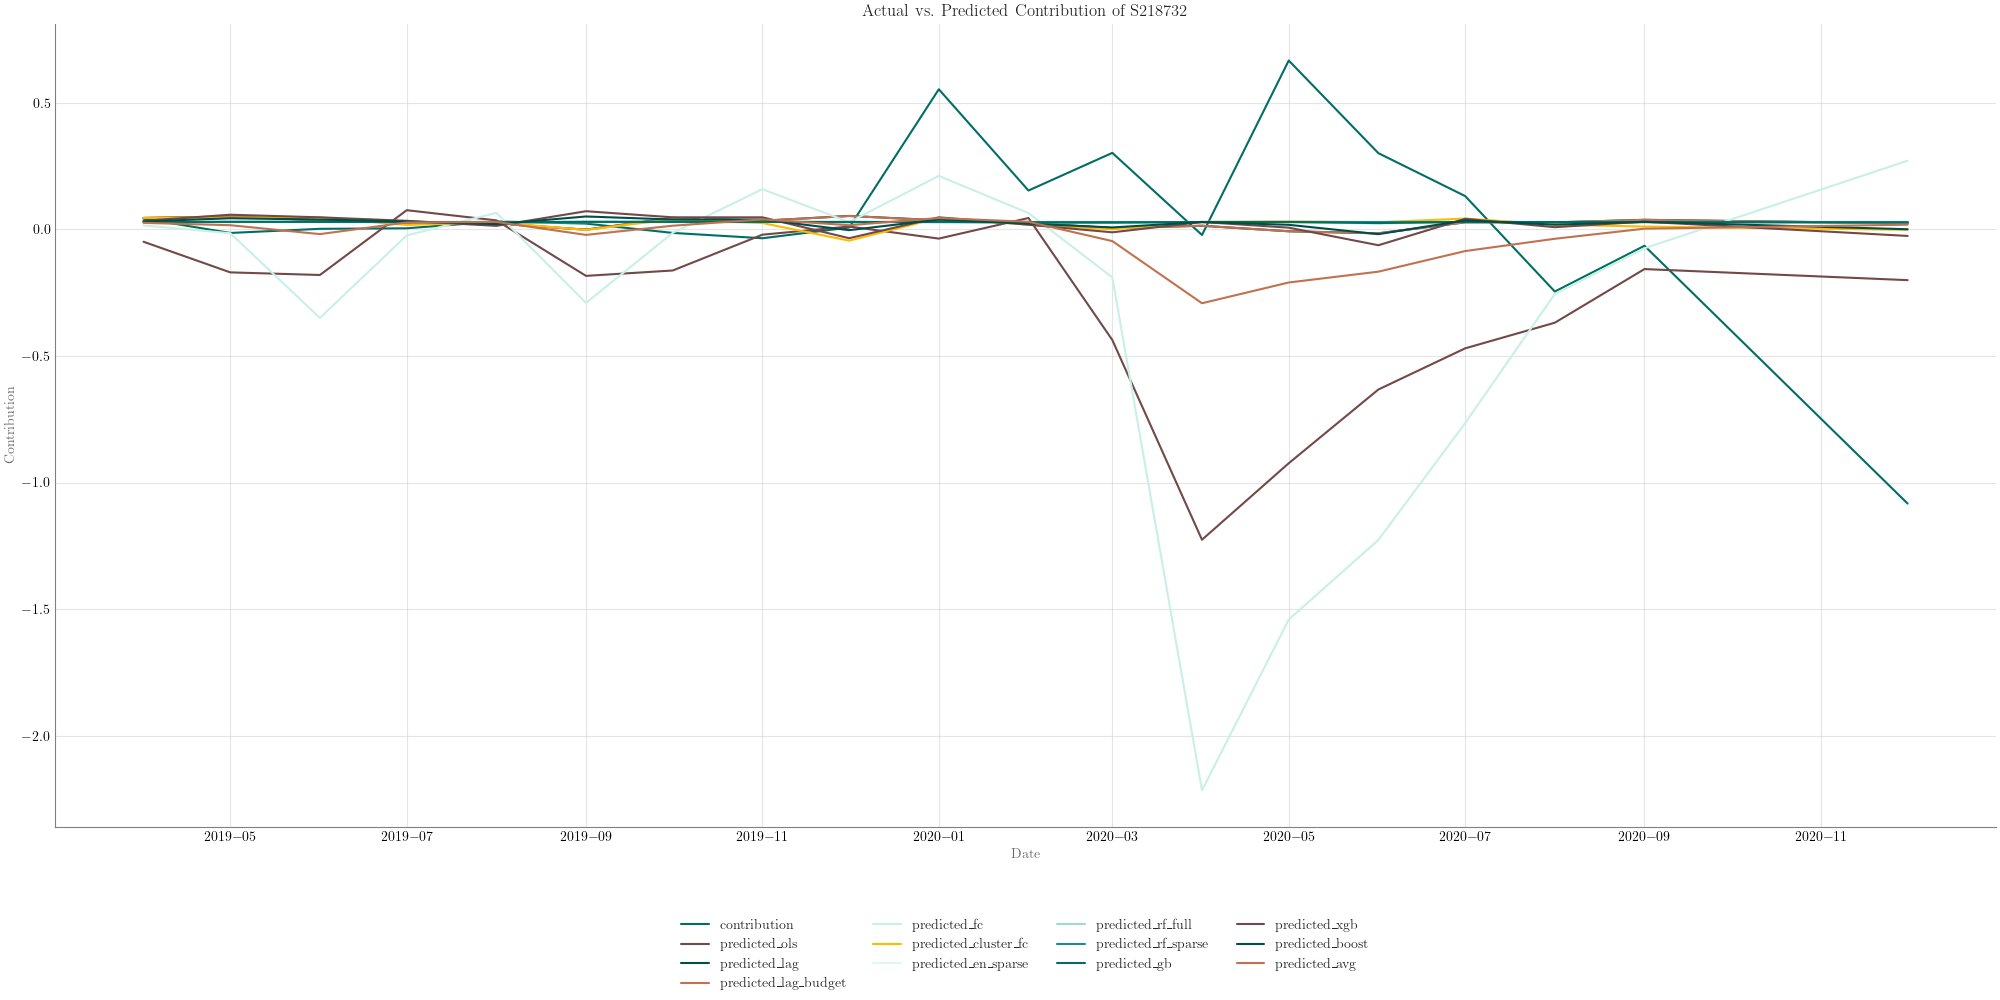 Actual vs. Predicted Contribution of S218732
0.5
0.0
−0.5
−1.0
−1.5
−2.0
Contribution
2019−05 2019−07 2019−09 2019−11 2020−01 2020−03 2020−05 2020−07 2020−09 2020−11
Date
contribution predicted_fc predicted_rf_full predicted_xgb
predicted_ols predicted_cluster_fc predicted_rf_sparse predicted_boost
predicted_lag predicted_en_sparse predicted_gb predicted_avg
predicted_lag_budget